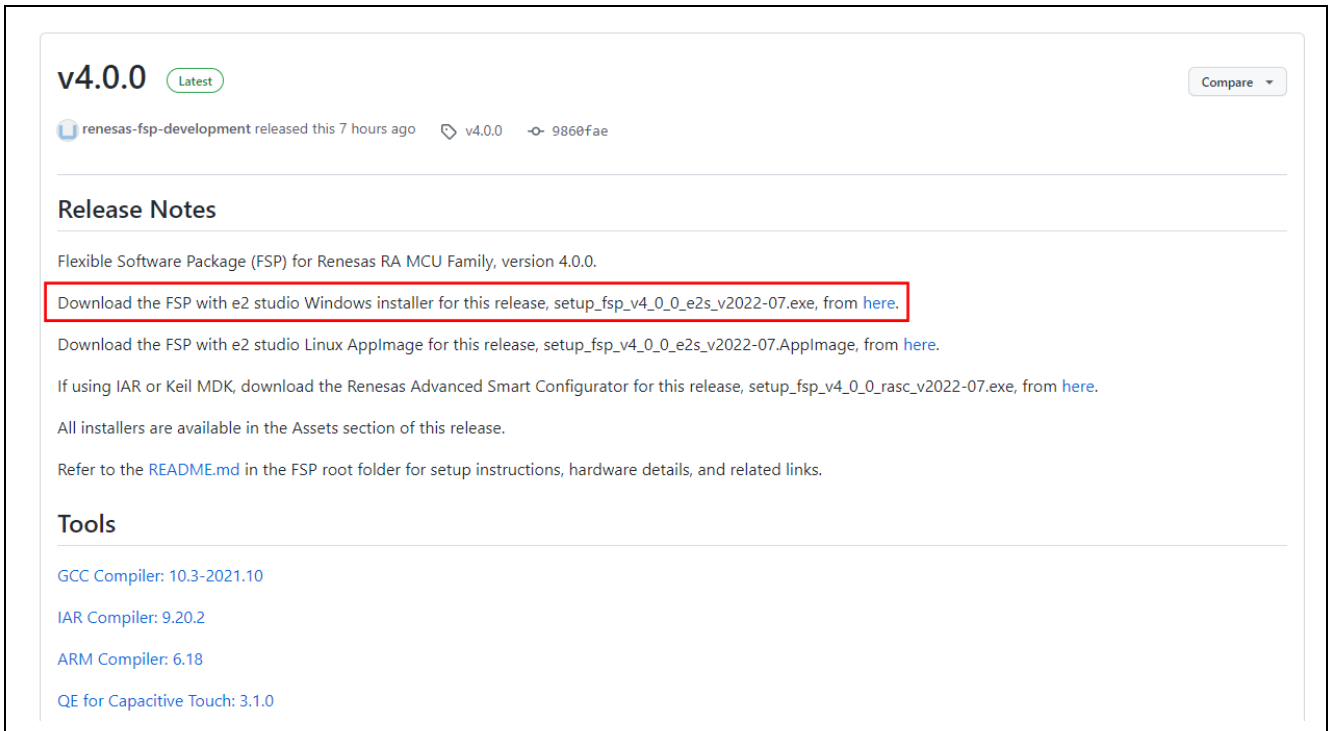 v4.0.0 Latest Compare
renesas-fsp-development released this 7 hours ago v4.0.0 9860fae
Release Notes
Flexible Software Package (FSP) for Renesas RA MCU Family, version 4.0.0.
Download the FSP with e2 studio Windows installer for this release, setup_fsp_v4_0_0_e2s_v2022-07.exe, from here.
Download the FSP with e2 studio Linux AppImage for this release, setup_fsp_v4_0_0_e2s_v2022-07.AppImage, from here.
If using IAR or Keil MDK, download the Renesas Advanced Smart Configurator for this release, setup_fsp_v4_0_0_rasc_v2022-07.exe, from here.
All installers are available in the Assets section of this release.
Refer to the README.md in the FSP root folder for setup instructions, hardware details, and related links.
Tools
GCC Compiler: 10.3-2021.10
IAR Compiler: 9.20.2
ARM Compiler: 6.18
QE for Capacitive Touch: 3.1.0